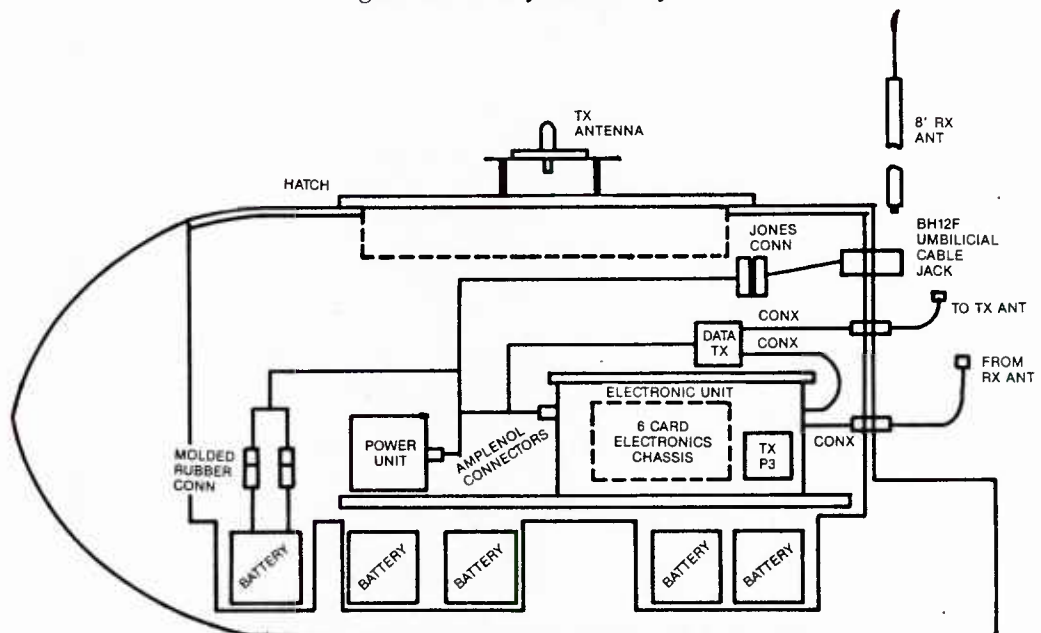 TX
ANTENNA
8' RX
ANT
HATCH
JONES
CONN
BH12F
UMBILICIAL
CABLE
JACK
CONX
TO TX ANT
DATA
TX
CONX
FROM
RX ANT
ELECTRONIC UNIT
6 CARD
ELECTRONICS
CHASSIS
TX
P3
CONX
POWER
UNIT
AMPLENOL
CONNECTORS
MOLDED
RUBBER
CONN
BATTERY
BATTERY
BATTERY
BATTERY
BATTERY